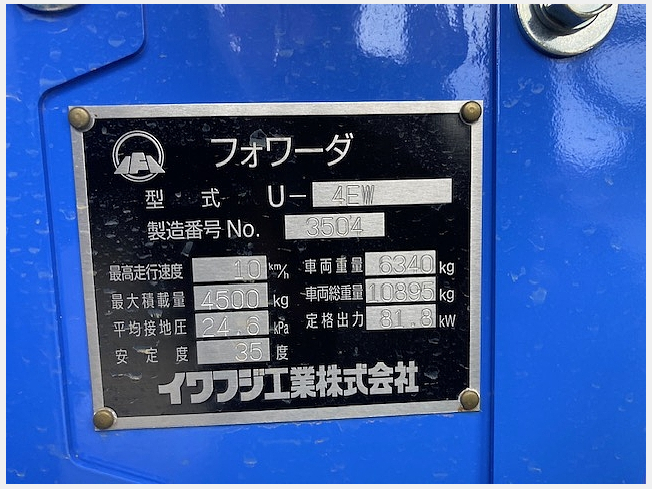 フォワーダ
型式 U-4EW
製造番号 No. 3504
最高走行速度 10 km/h 車両重量 6340 kg
最大積載量 4500 kg 車両総重量 10895 kg
平均接地圧 24.6 kPa 定格出力 81.8 kW
安定度 35 度
イワフジ工業株式会社